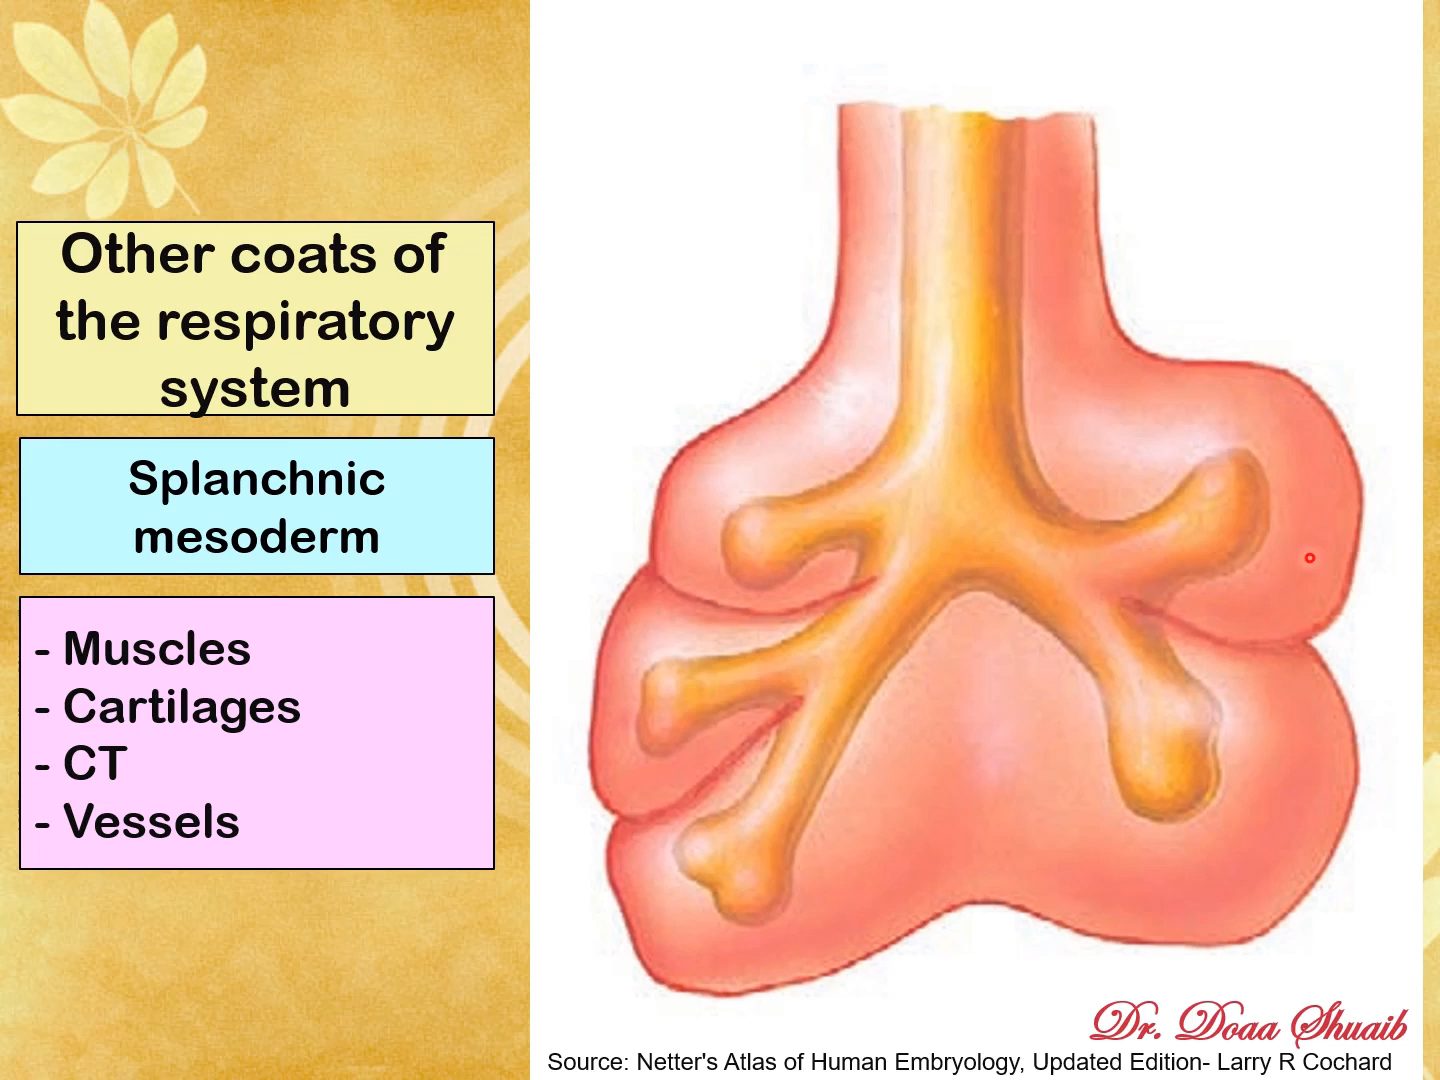 Other coats of
the respiratory
system
Splanchnic
mesoderm
- Muscles
- Cartilages
- CT
- Vessels
Dr. Doaa Shuaib
Source: Netter's Atlas of Human Embryology, Updated Edition- Larry R Cochard